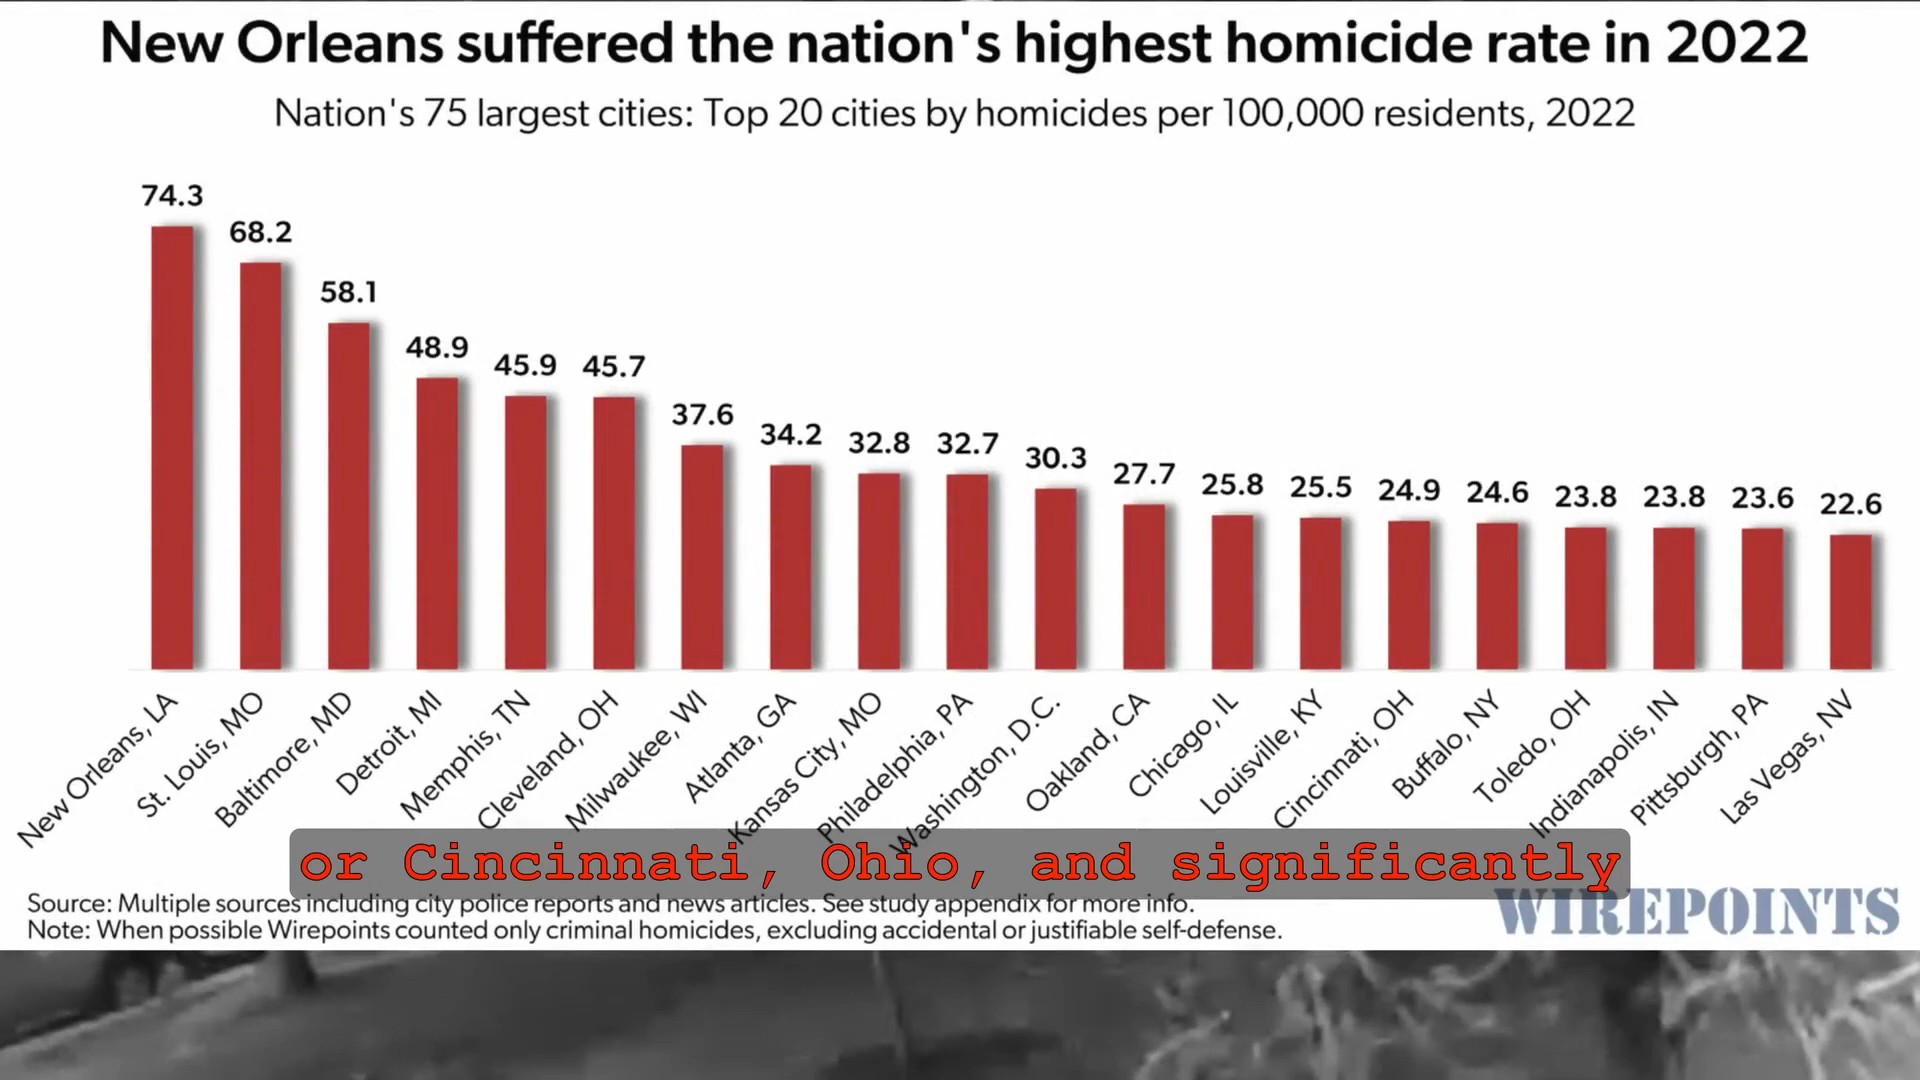 New Orleans suffered the nation's highest homicide rate in 2022
Nation's 75 largest cities: Top 20 cities by homicides per 100,000 residents, 2022
74.3
68.2
58.1
48.9
45.9
45.7
37.6
34.2
32.8
32.7
30.3
27.7
25.8
25.5
24.9
24.6
23.8
23.8
23.6
22.6
New Orleans, LA
St. Louis, MO
Baltimore, MD
Detroit, MI
Memphis, TN
Cleveland, OH
Milwaukee, WI
Atlanta, GA
Kansas City, MO
Philadelphia, PA
Washington, D.C.
Oakland, CA
Chicago, IL
Louisville, KY
Cincinnati, OH
Buffalo, NY
Toledo, OH
Indianapolis, IN
Pittsburgh, PA
Las Vegas, NV
or Cincinnati, Ohio, and significantly
Source: Multiple sources including city police reports and news articles. See study appendix for more info.
Note: When possible Wirepoints counted only criminal homicides, excluding accidental or justifiable self-defense.
WIREPOINTS